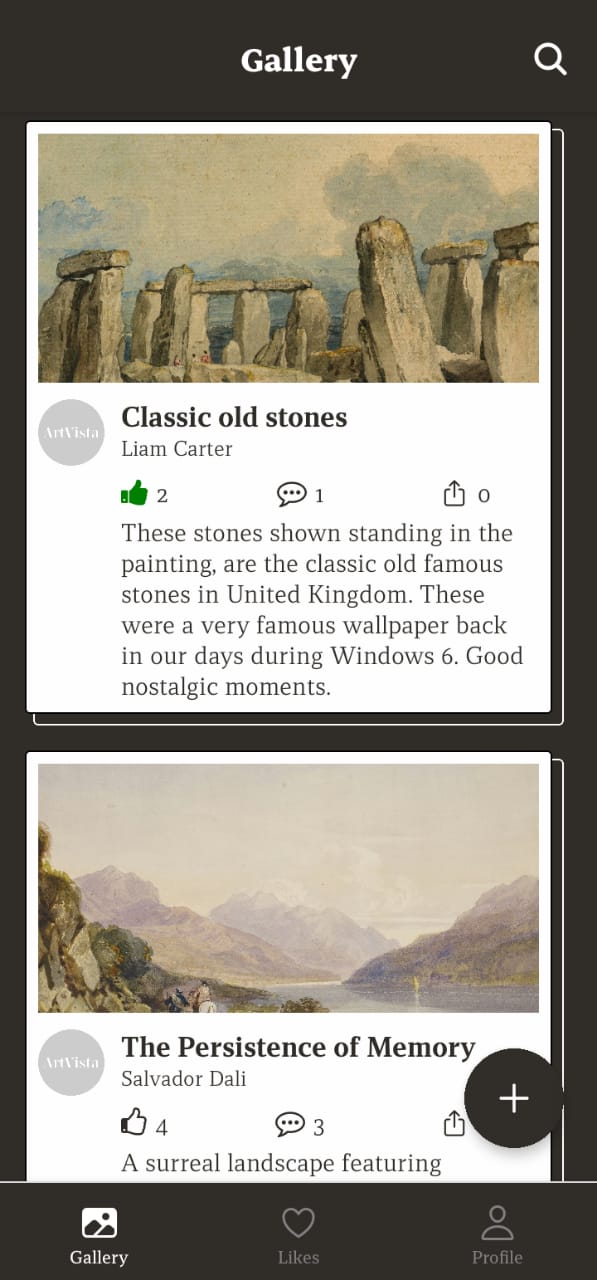 Gallery
ArtVista
Classic old stones
Liam Carter
2
1
0
These stones shown standing in the
painting, are the classic old famous
stones in United Kingdom. These
were a very famous wallpaper back
in our days during Windows 6. Good
nostalgic moments.
ArtVista
The Persistence of Memory
Salvador Dali
4
3
A surreal landscape featuring
Gallery
Likes
Profile